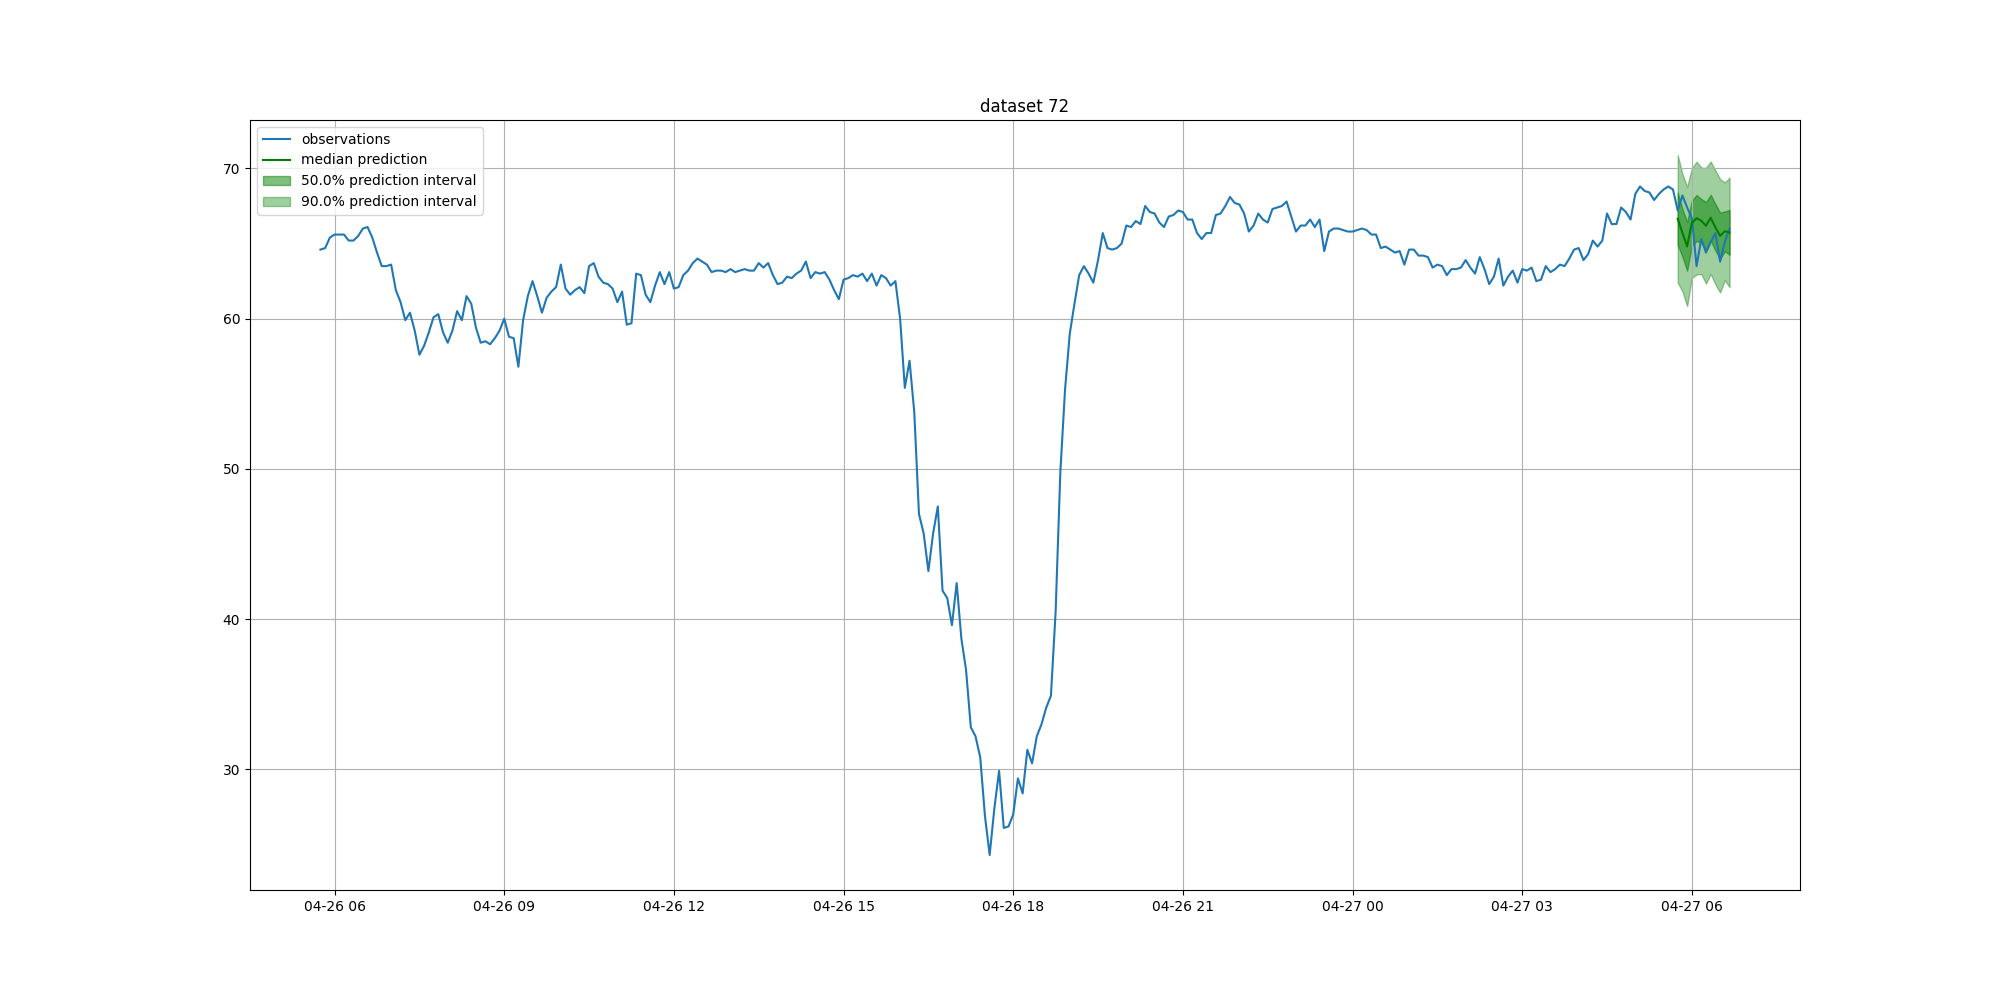 dataset 72
observations
median prediction
50.0% prediction interval
90.0% prediction interval
70
60
50
40
30
04-26 06
04-26 09
04-26 12
04-26 15
04-26 18
04-26 21
04-27 00
04-27 03
04-27 06